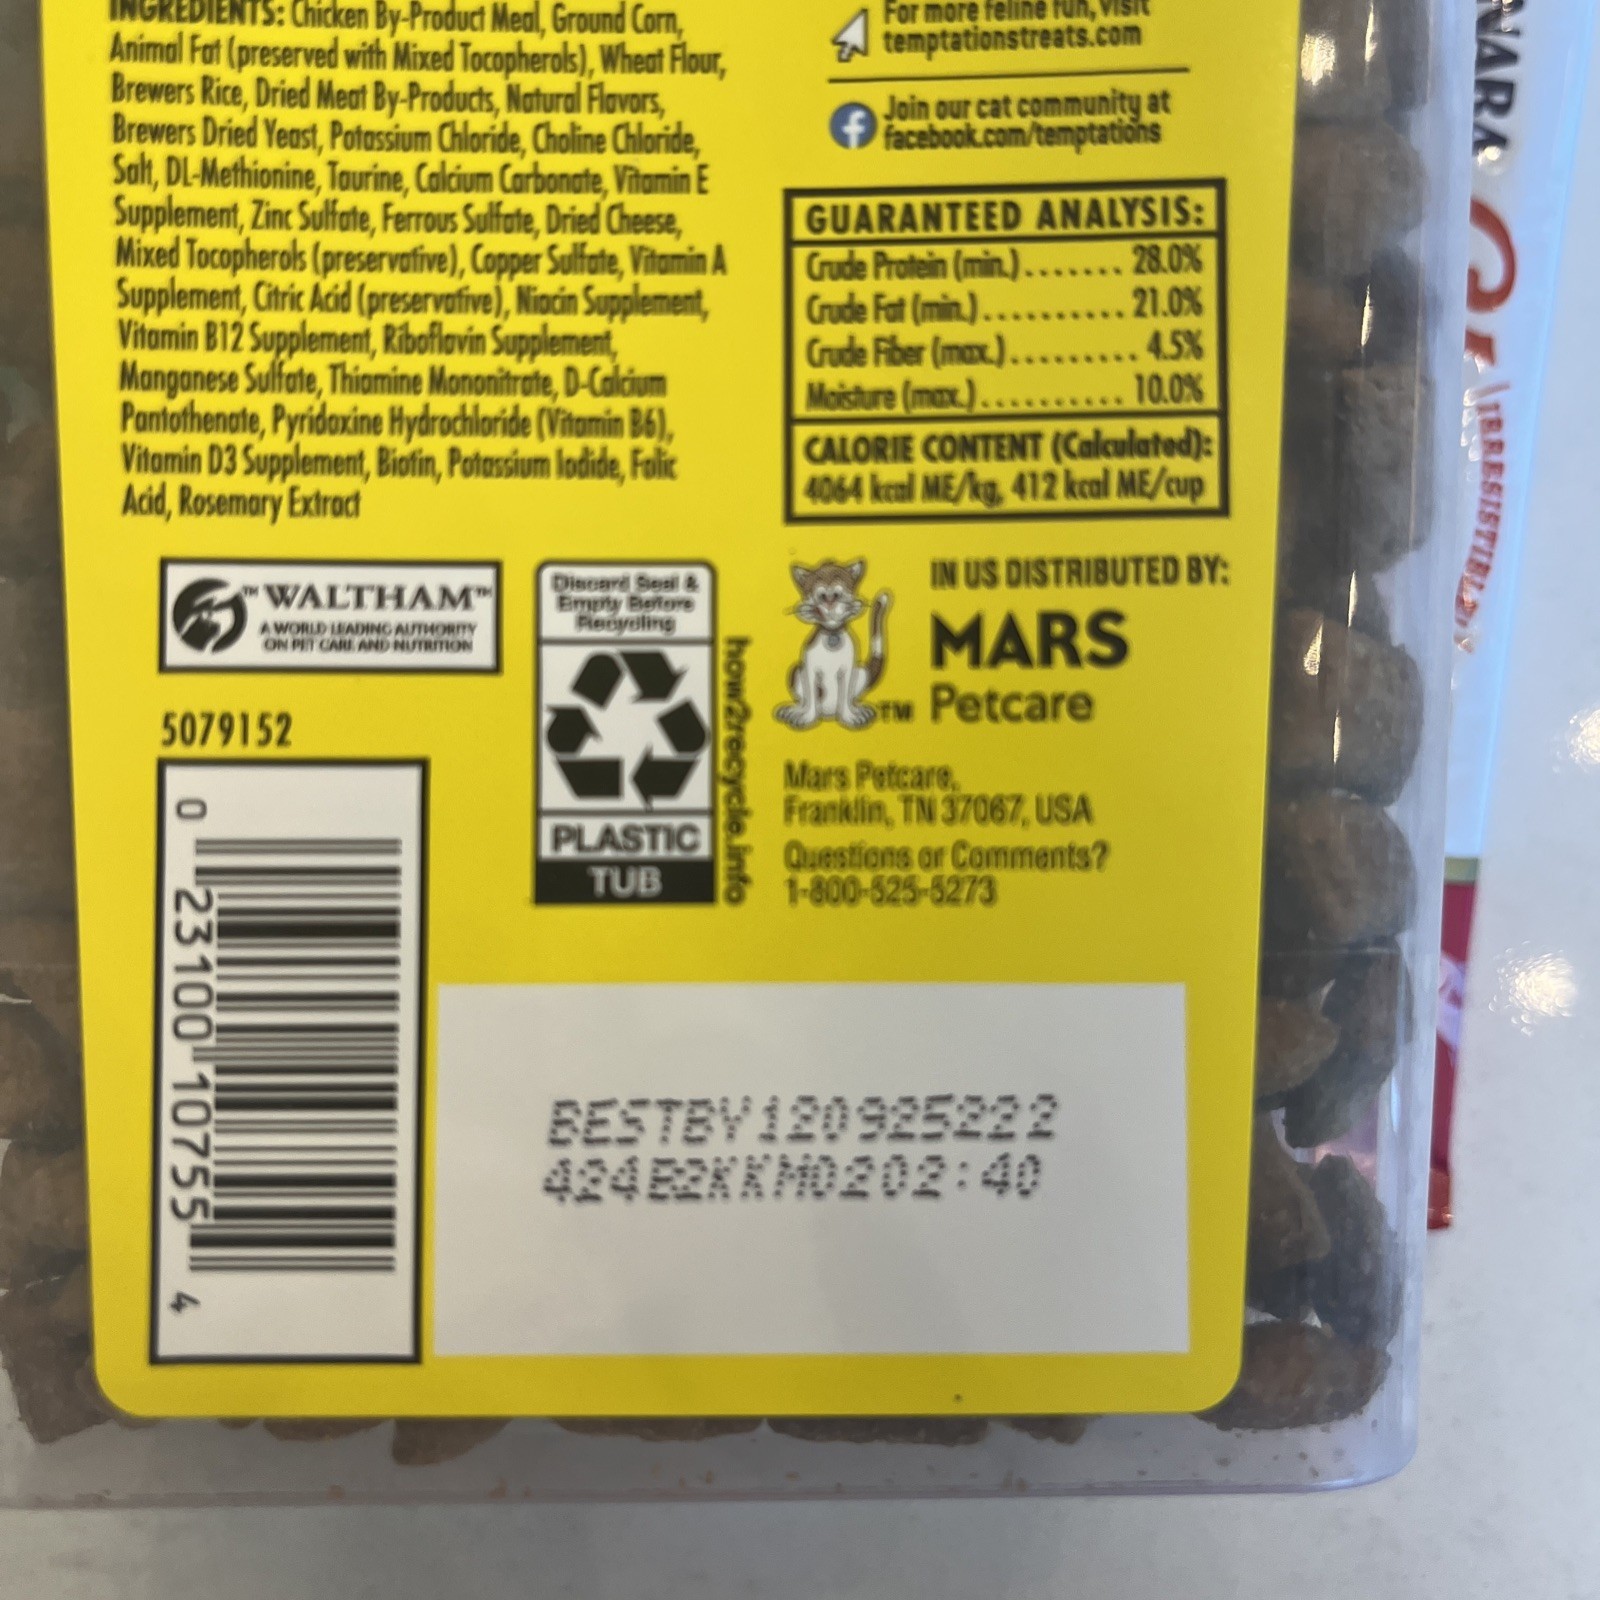 INGREDIENTS: Chicken By-Product Meal, Ground Corn,
Animal Fat (preserved with Mixed Tocopherols), Wheat Flour,
Brewers Rice, Dried Meat By-Products, Natural Flavors,
Brewers Dried Yeast, Potassium Chloride, Choline Chloride,
Salt, DL-Methionine, Taurine, Calcium Carbonate, Vitamin E
Supplement, Zinc Sulfate, Ferrous Sulfate, Dried Cheese,
Mixed Tocopherols (preservative), Copper Sulfate, Vitamin A
Supplement, Citric Acid (preservative), Niacin Supplement,
Vitamin B12 Supplement, Riboflavin Supplement,
Manganese Sulfate, Thiamine Mononitrate, D-Calcium
Pantothenate, Pyridoxine Hydrochloride (Vitamin B6),
Vitamin D3 Supplement, Biotin, Potassium Iodide, Folic
Acid, Rosemary Extract
For more feline fun, visit
temptationstreats.com
Join our cat community at
facebook.com/temptations
GUARANTEED ANALYSIS:
Crude Protein (min.)....... 28.0%
Crude Fat (min.).......... 21.0%
Crude Fiber (max.)......... 4.5%
Moisture (max.).......... 10.0%
CALORIE CONTENT (Calculated):
4064 kcal ME/kg, 412 kcal ME/cup
™ WALTHAM™
A WORLD LEADING AUTHORITY
ON PET CARE AND NUTRITION
5079152
0 23100 10755 4
Discard Seal &
Empty Before
Recycling
PLASTIC
TUB
how2recycle.info
TM
IN US DISTRIBUTED BY:
MARS
Petcare
Mars Petcare,
Franklin, TN 37067, USA
Questions or Comments?
1-800-525-5273
BESTBY120925222
424B2KKMO202:40